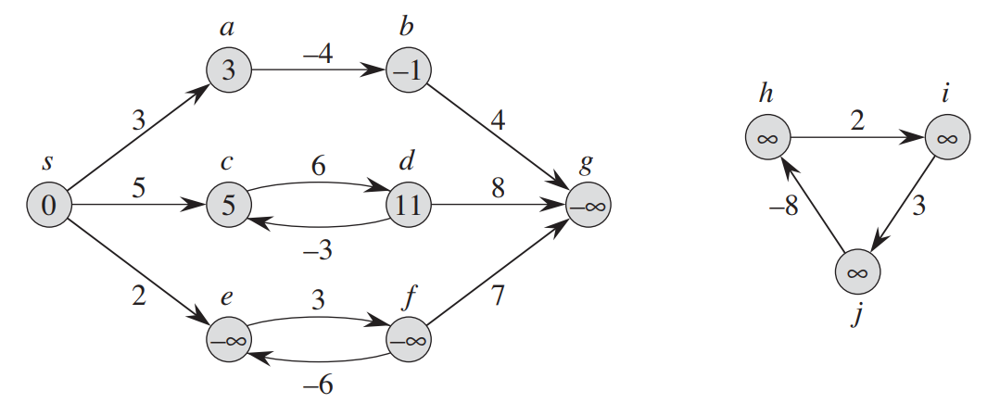 a b
3 –4 –1
h i
3 4 2
∞ ∞
s c 6 d g
0 5 5 11 8 –∞
–8 3
–3
∞
2 e 3 f 7
j
–∞ –∞
–6